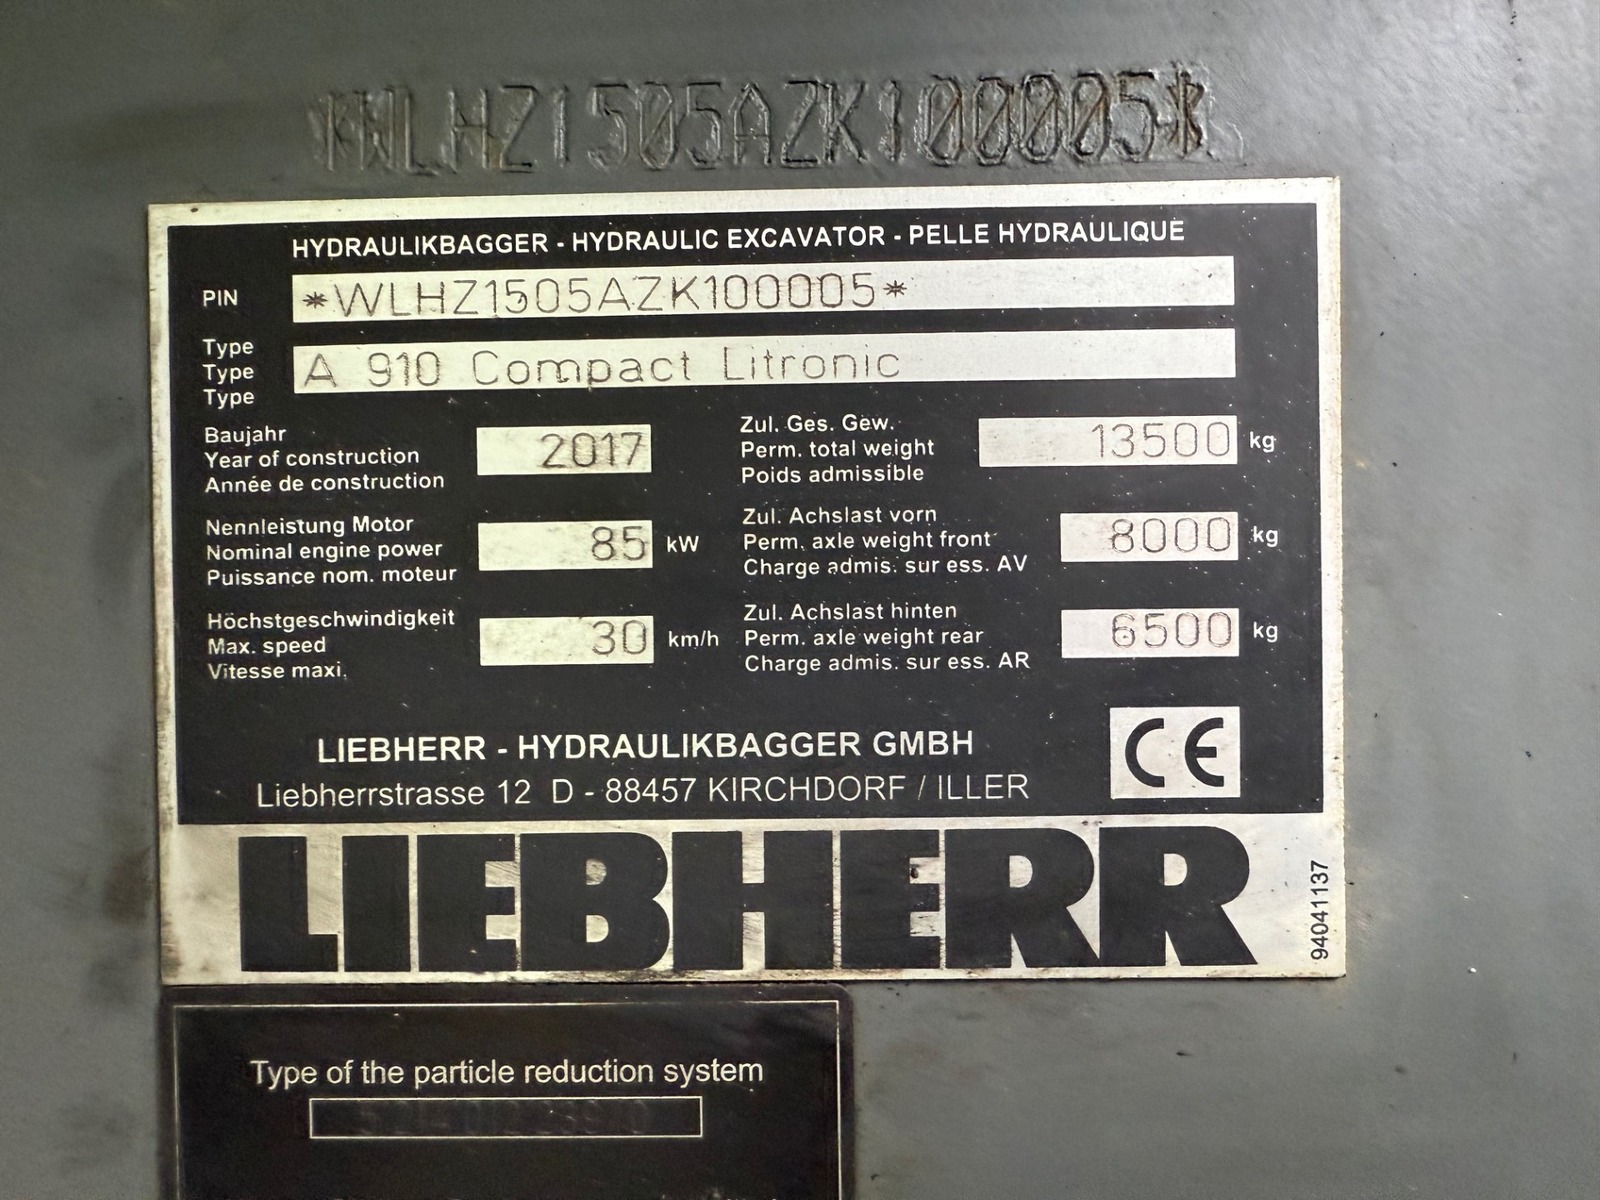 *WLHZ1505AZK100005*
HYDRAULIKBAGGER - HYDRAULIC EXCAVATOR - PELLE HYDRAULIQUE
PIN *WLHZ1505AZK100005*
Type
Type A 910 Compact Litronic
Type
Baujahr
Year of construction 2017
Année de construction
Zul. Ges. Gew.
Perm. total weight 13500 kg
Poids admissible
Nennleistung Motor
Nominal engine power 85 kW
Puissance nom. moteur
Zul. Achslast vorn
Perm. axle weight front 8000 kg
Charge admis. sur ess. AV
Höchstgeschwindigkeit
Max. speed 30 km/h
Vitesse maxi.
Zul. Achslast hinten
Perm. axle weight rear 6500 kg
Charge admis. sur ess. AR
LIEBHERR - HYDRAULIKBAGGER GMBH
Liebherrstrasse 12 D - 88457 KIRCHDORF / ILLER
CE
LIEBHERR
94041137
Type of the particle reduction system